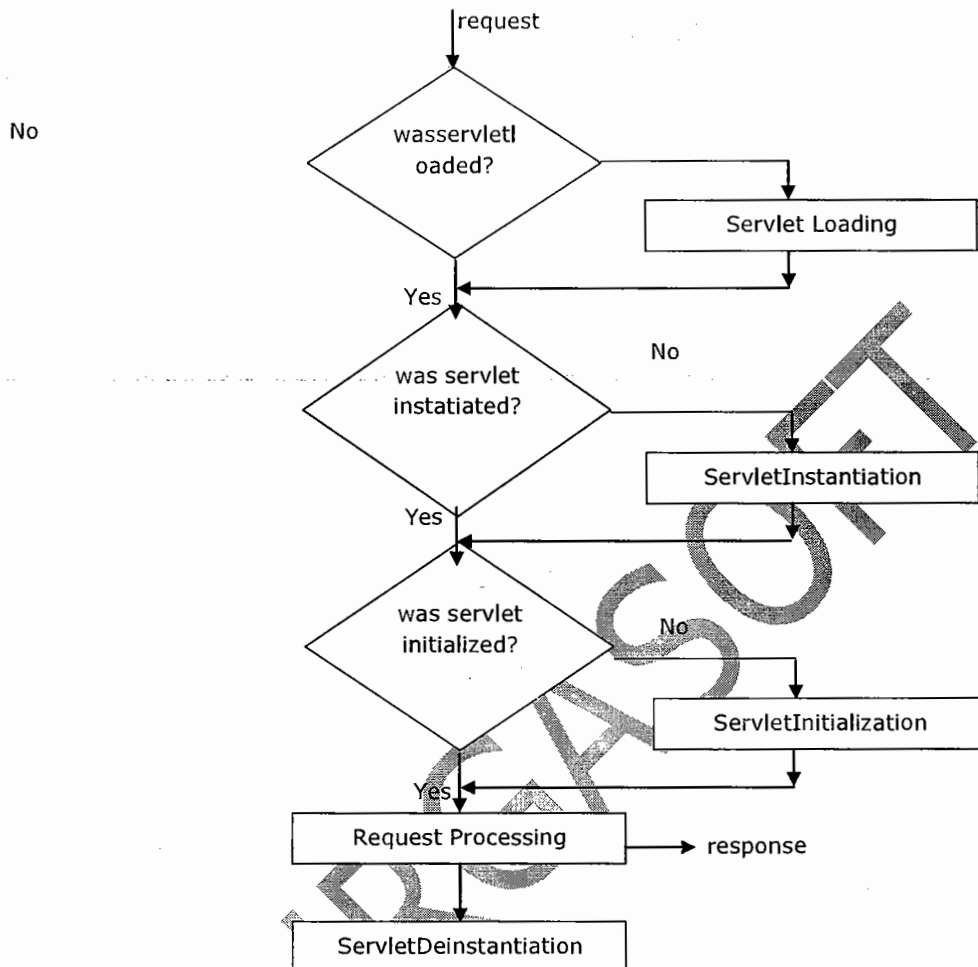 request
No
wasservletl
oaded?
Servlet Loading
Yes
No
was servlet
instatiated?
ServletInstantiation
Yes
was servlet
initialized?
No
ServletInitialization
Yes
Request Processing
response
ServletDeinstantiation